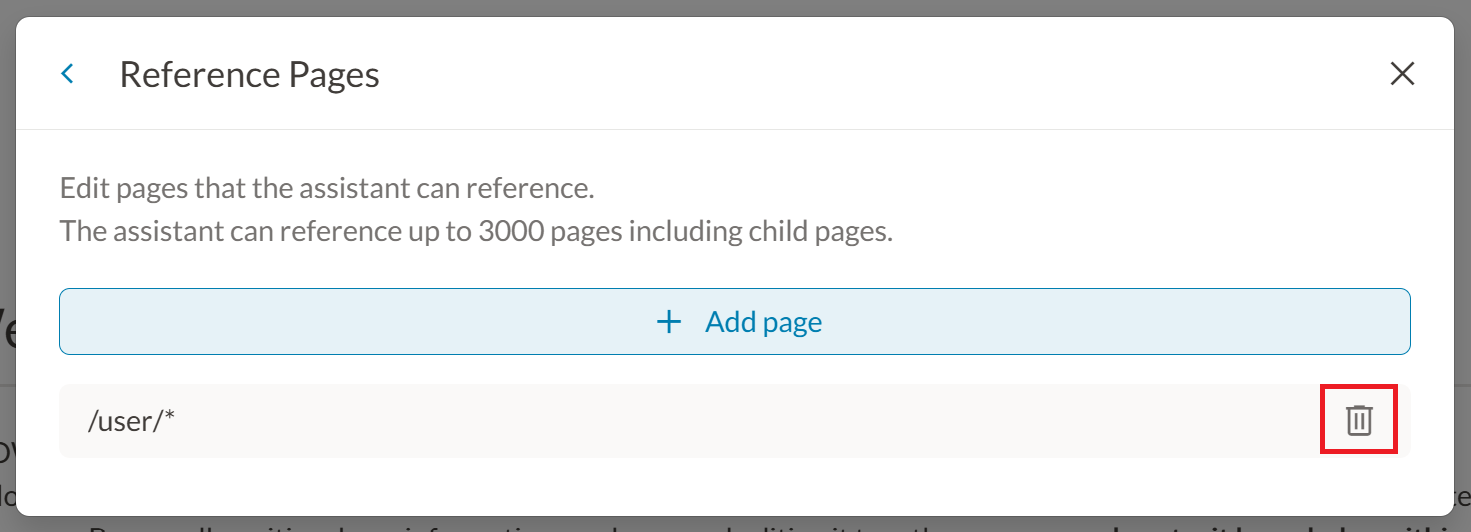 Reference Pages
Edit pages that the assistant can reference.
The assistant can reference up to 3000 pages including child pages.
Add page
/user/*